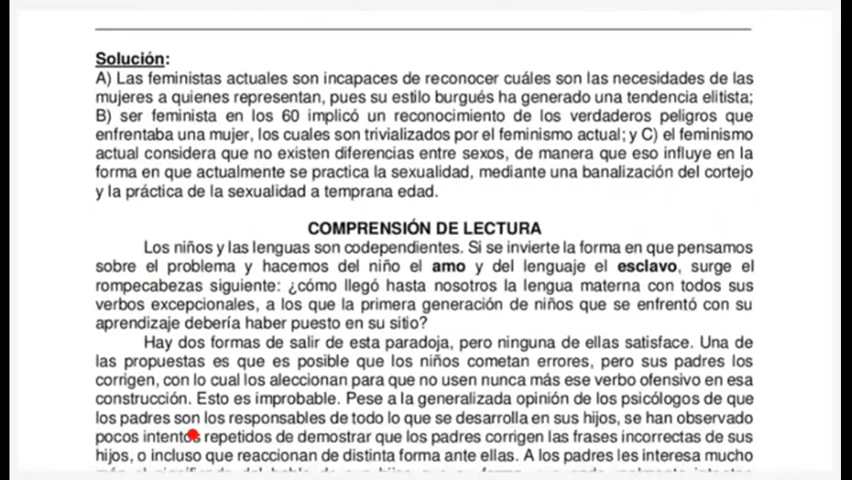 Solución:
A) Las feministas actuales son incapaces de reconocer cuáles son las necesidades de las
mujeres a quienes representan, pues su estilo burgués ha generado una tendencia elitista;
B) ser feminista en los 60 implicó un reconocimiento de los verdaderos peligros que
enfrentaba una mujer, los cuales son trivializados por el feminismo actual; y C) el feminismo
actual considera que no existen diferencias entre sexos, de manera que eso influye en la
forma en que actualmente se practica la sexualidad, mediante una banalización del cortejo
y la práctica de la sexualidad a temprana edad.
COMPRENSIÓN DE LECTURA
Los niños y las lenguas son codependientes. Si se invierte la forma en que pensamos
sobre el problema y hacemos del niño el amo y del lenguaje el esclavo, surge el
rompecabezas siguiente: ¿cómo llegó hasta nosotros la lengua materna con todos sus
verbos excepcionales, a los que la primera generación de niños que se enfrentó con su
aprendizaje debería haber puesto en su sitio?
Hay dos formas de salir de esta paradoja, pero ninguna de ellas satisface. Una de
las propuestas es que es posible que los niños cometan errores, pero sus padres los
corrigen, con lo cual los aleccionan para que no usen nunca más ese verbo ofensivo en esa
construcción. Esto es improbable. Pese a la generalizada opinión de los psicólogos de que
los padres son los responsables de todo lo que se desarrolla en sus hijos, se han observado
pocos intentos repetidos de demostrar que los padres corrigen las frases incorrectas de sus
hijos, o incluso que reaccionan de distinta forma ante ellas. A los padres les interesa mucho